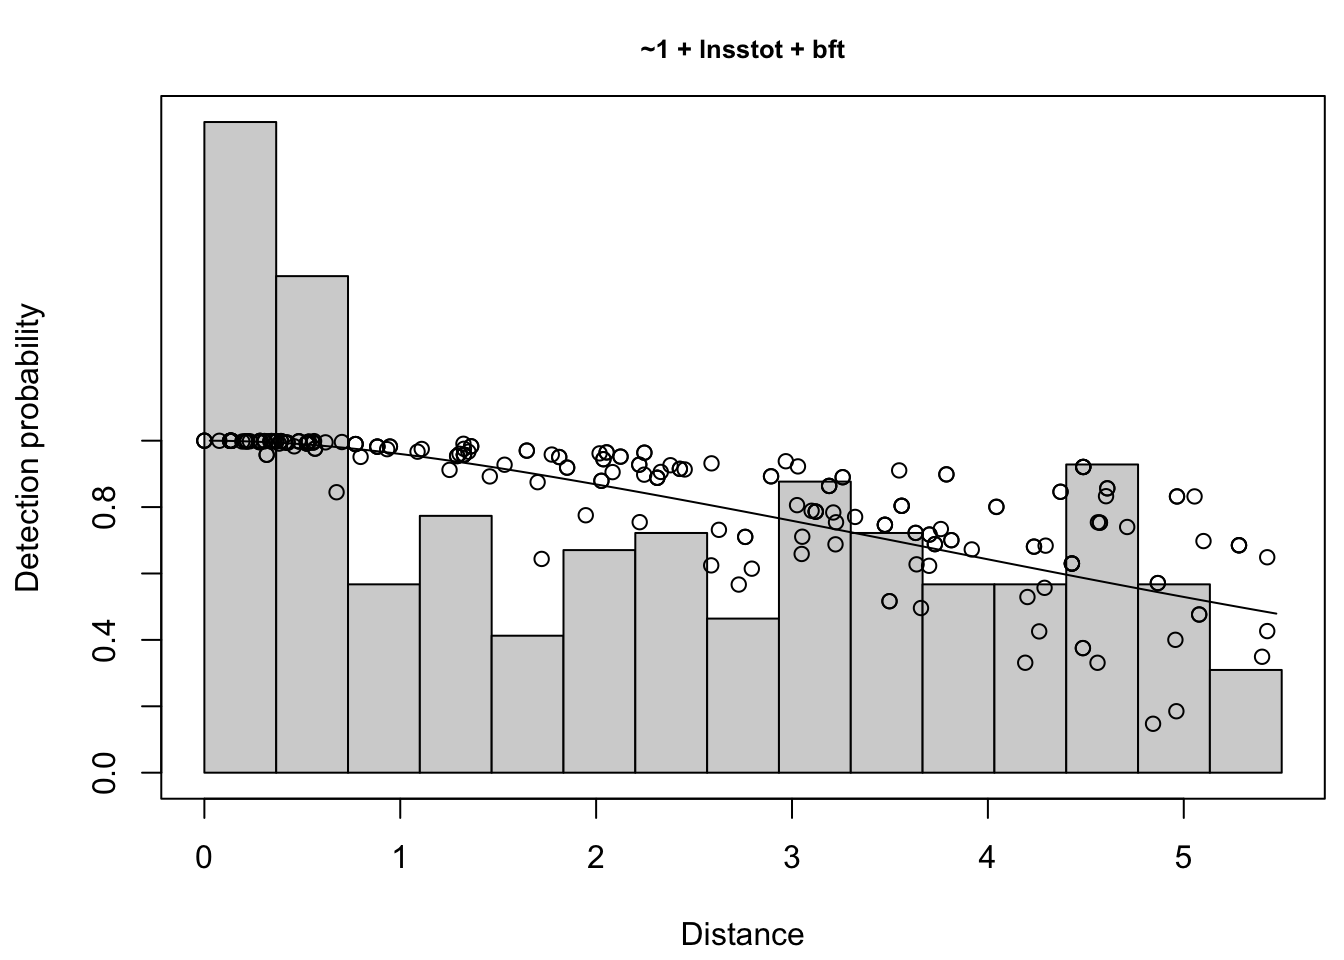 ~1 + lnsstot + bft
Detection probability
0.8
0.4
0.0
0 1 2 3 4 5
Distance